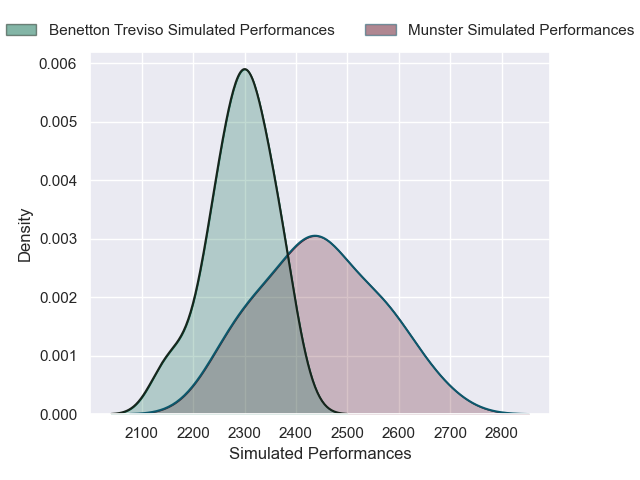 Benetton Treviso Simulated Performances Munster Simulated Performances
0.006
0.005
0.004
0.003
0.002
0.001
0.000
Density
2100 2200 2300 2400 2500 2600 2700 2800
Simulated Performances